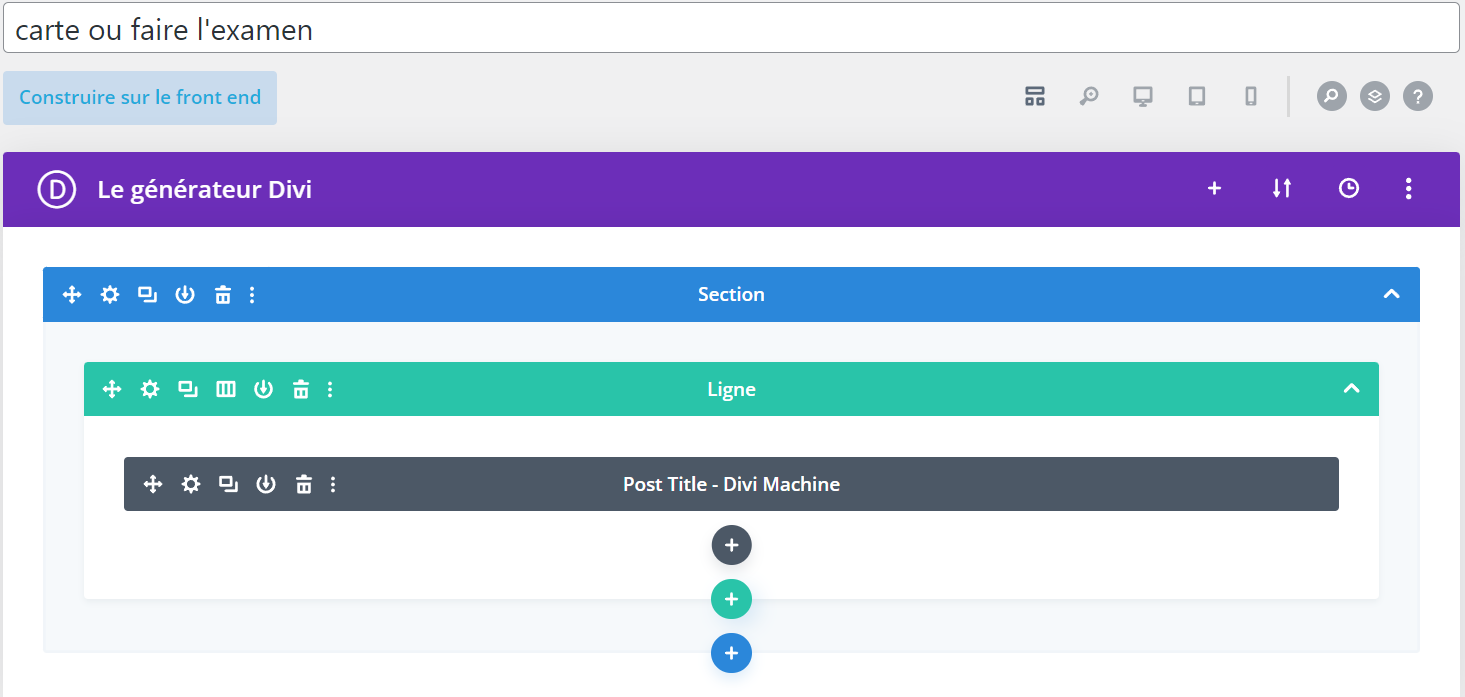 carte ou faire l'examen
Construire sur le front end
?
D Le générateur Divi
Section
Ligne
Post Title - Divi Machine